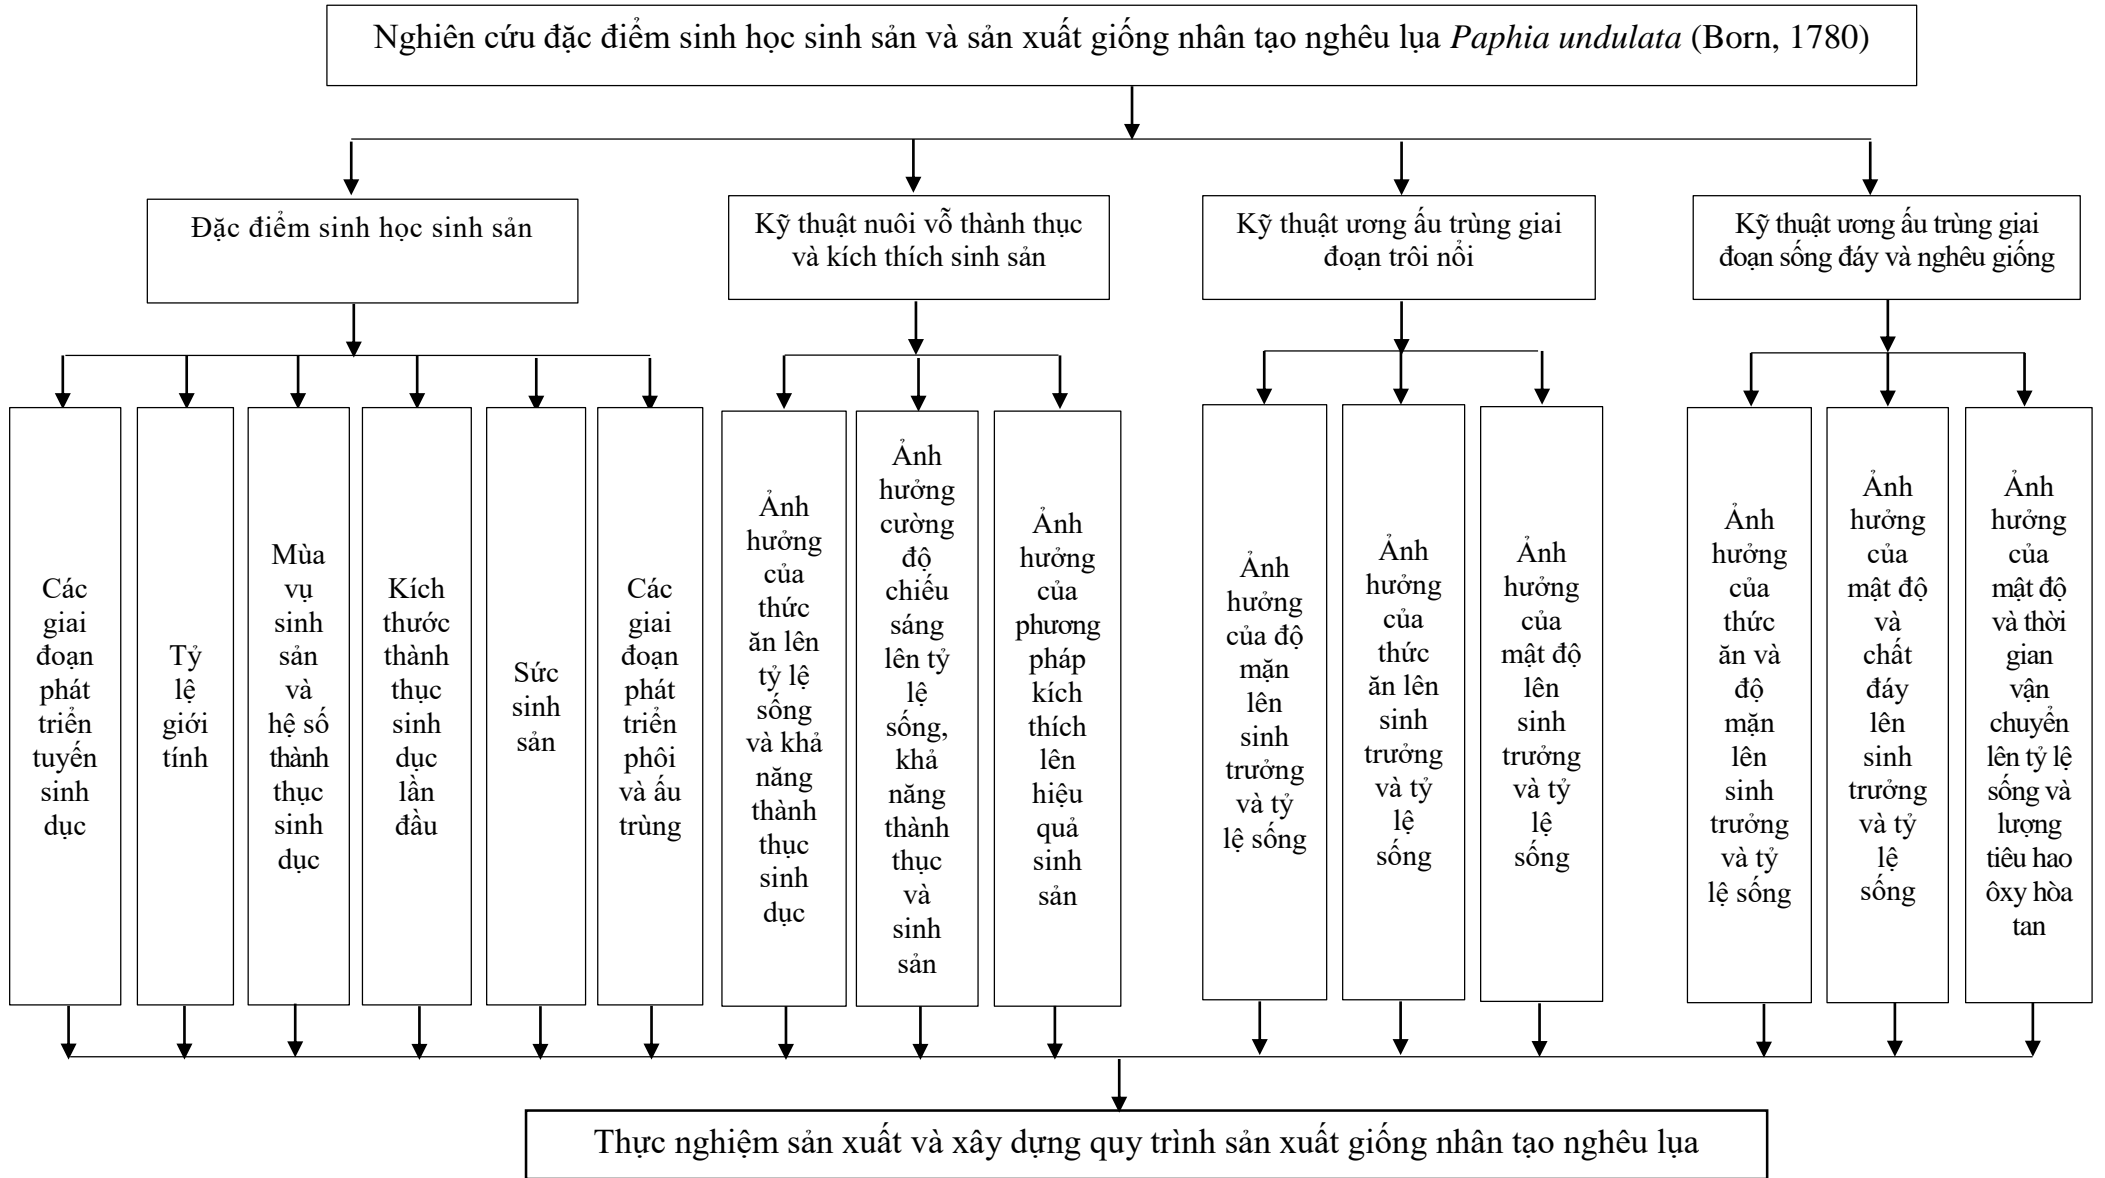 Nghiên cứu đặc điểm sinh học sinh sản và sản xuất giống nhân tạo nghêu lụa Paphia undulata (Born, 1780)
Đặc điểm sinh học sinh sản
Kỹ thuật nuôi vỗ thành thục
và kích thích sinh sản
Kỹ thuật ương ấu trùng giai
đoạn trôi nổi
Kỹ thuật ương ấu trùng giai
đoạn sống đáy và nghêu giống
Các
giai
đoạn
phát
triển
tuyến
sinh
dục
Tỷ
lệ
giới
tính
Mùa
vụ
sinh
sản
và
hệ số
thành
thục
sinh
dục
Kích
thước
thành
thục
sinh
dục
lần
đầu
Sức
sinh
sản
Các
giai
đoạn
phát
triển
phôi
và ấu
trùng
Ảnh
hưởng
của
thức
ăn lên
tỷ lệ
sống
và khả
năng
thành
thục
sinh
dục
Ảnh
hưởng
cường
độ
chiếu
sáng
lên tỷ
lệ
sống,
khả
năng
thành
thục
và
sinh
sản
Ảnh
hưởng
của
phương
pháp
kích
thích
lên
hiệu
quả
sinh
sản
Ảnh
hưởng
của độ
mặn
lên
sinh
trưởng
và tỷ
lệ sống
Ảnh
hưởng
của
thức
ăn lên
sinh
trưởng
và tỷ
lệ
sống
Ảnh
hưởng
của
mật độ
lên
sinh
trưởng
và tỷ
lệ
sống
Ảnh
hưởng
của
thức
ăn và
độ
mặn
lên
sinh
trưởng
và tỷ
lệ sống
Ảnh
hưởng
của
mật độ
và
chất
đáy
lên
sinh
trưởng
và tỷ
lệ
sống
Ảnh
hưởng
của
mật độ
và thời
gian
vận
chuyển
lên tỷ lệ
sống và
lượng
tiêu hao
ôxy hòa
tan
Thực nghiệm sản xuất và xây dựng quy trình sản xuất giống nhân tạo nghêu lụa